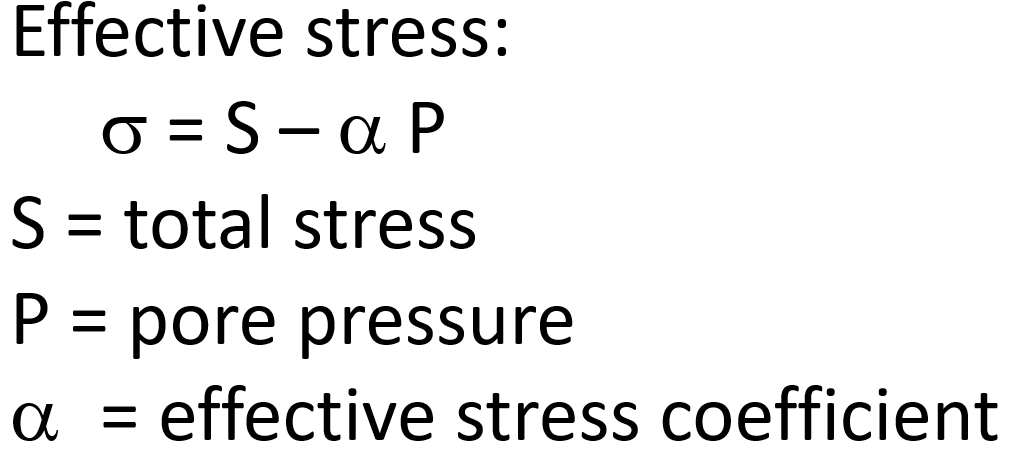 Effective stress:
σ = S – α P
S = total stress
P = pore pressure
α = effective stress coefficient